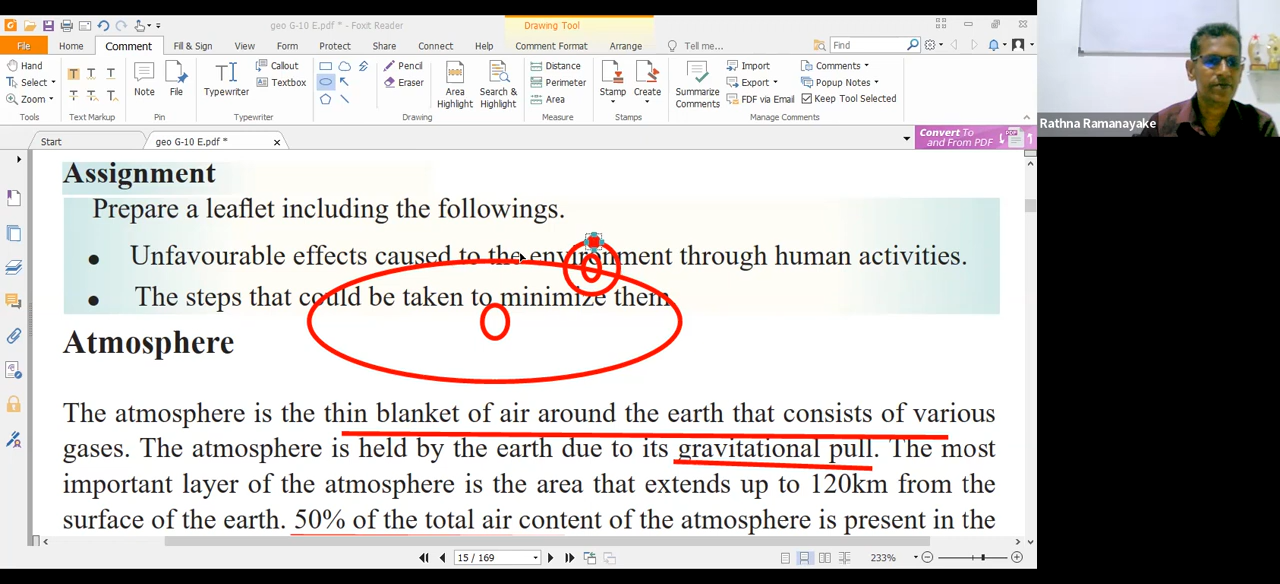 geo G-10 E.pdf * - Foxit Reader
Drawing Tool
File Home Comment Fill & Sign View Form Protect Share Connect Help Comment Format Arrange Tell me... Find
Hand
Select
Zoom
Tools
T T T
T T T
Text Markup
Note
File
Pin
Typewriter
Callout
Textbox
Typewriter
Pencil
Eraser
Drawing
Area Highlight
Search & Highlight
Distance
Perimeter
Area
Measure
Stamp
Create
Stamps
Summarize Comments
Import
Export
FDF via Email
Comments
Popup Notes
Keep Tool Selected
Manage Comments
Start
geo G-10 E.pdf *
Convert To
and From PDF
PDF
Rathna Ramanayake
Assignment
Prepare a leaflet including the followings.
• Unfavourable effects caused to the environment through human activities.
• The steps that could be taken to minimize them
Atmosphere
The atmosphere is the thin blanket of air around the earth that consists of various
gases. The atmosphere is held by the earth due to its gravitational pull. The most
important layer of the atmosphere is the area that extends up to 120km from the
surface of the earth. 50% of the total air content of the atmosphere is present in the
15 / 169
233%